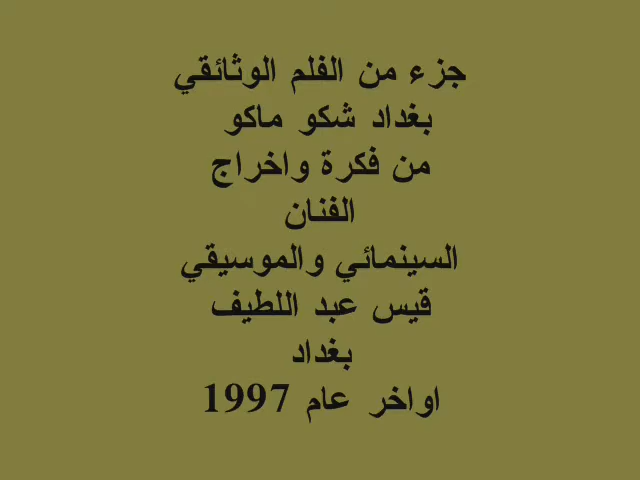 جزء من الفلم الوثائقي
بغداد شكو ماكو
من فكرة واخراج
الفنان
السينمائي والموسيقي
قيس عبد اللطيف
بغداد
اواخر عام 1997